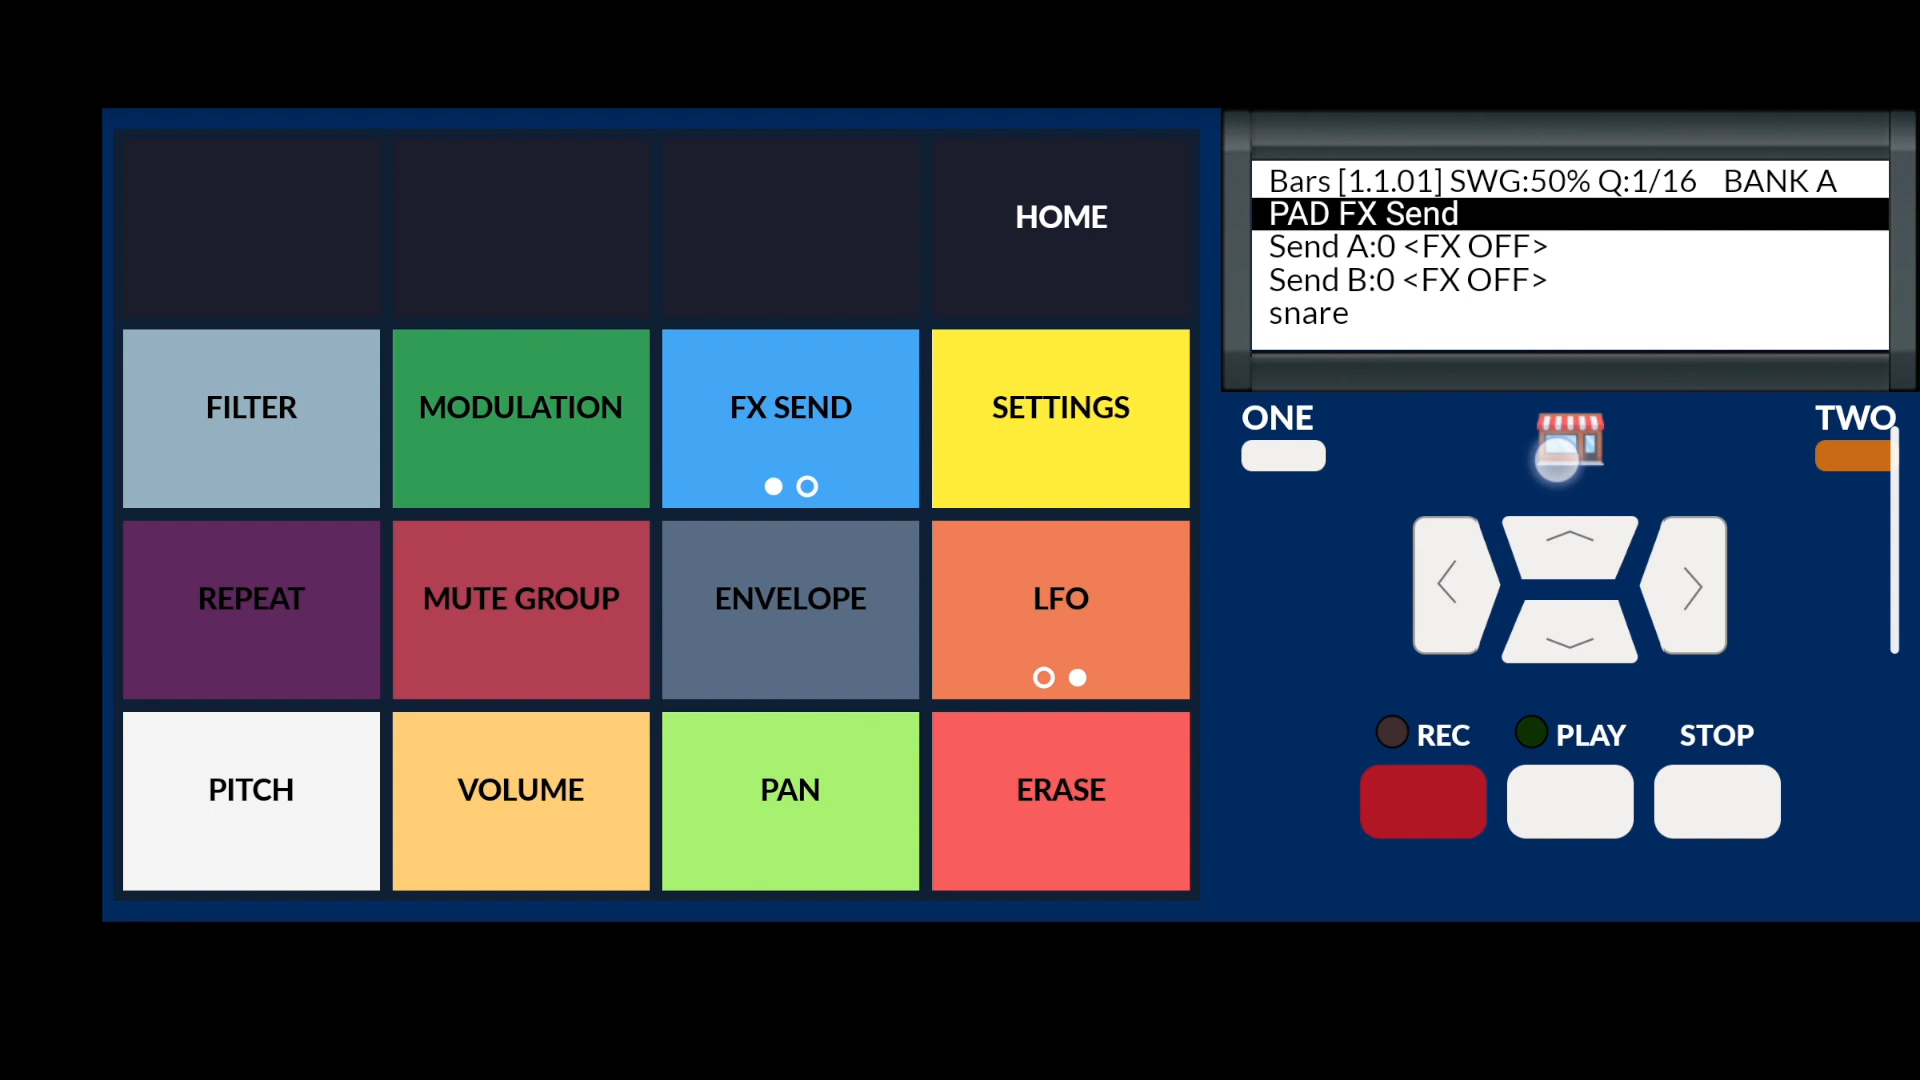 HOME
FILTER
MODULATION
FX SEND
SETTINGS
REPEAT
MUTE GROUP
ENVELOPE
LFO
PITCH
VOLUME
PAN
ERASE
Bars [1.1.01] SWG:50% Q:1/16 BANK A
PAD FX Send
Send A:0 <FX OFF>
Send B:0 <FX OFF>
snare
ONE
TWO
REC
PLAY
STOP